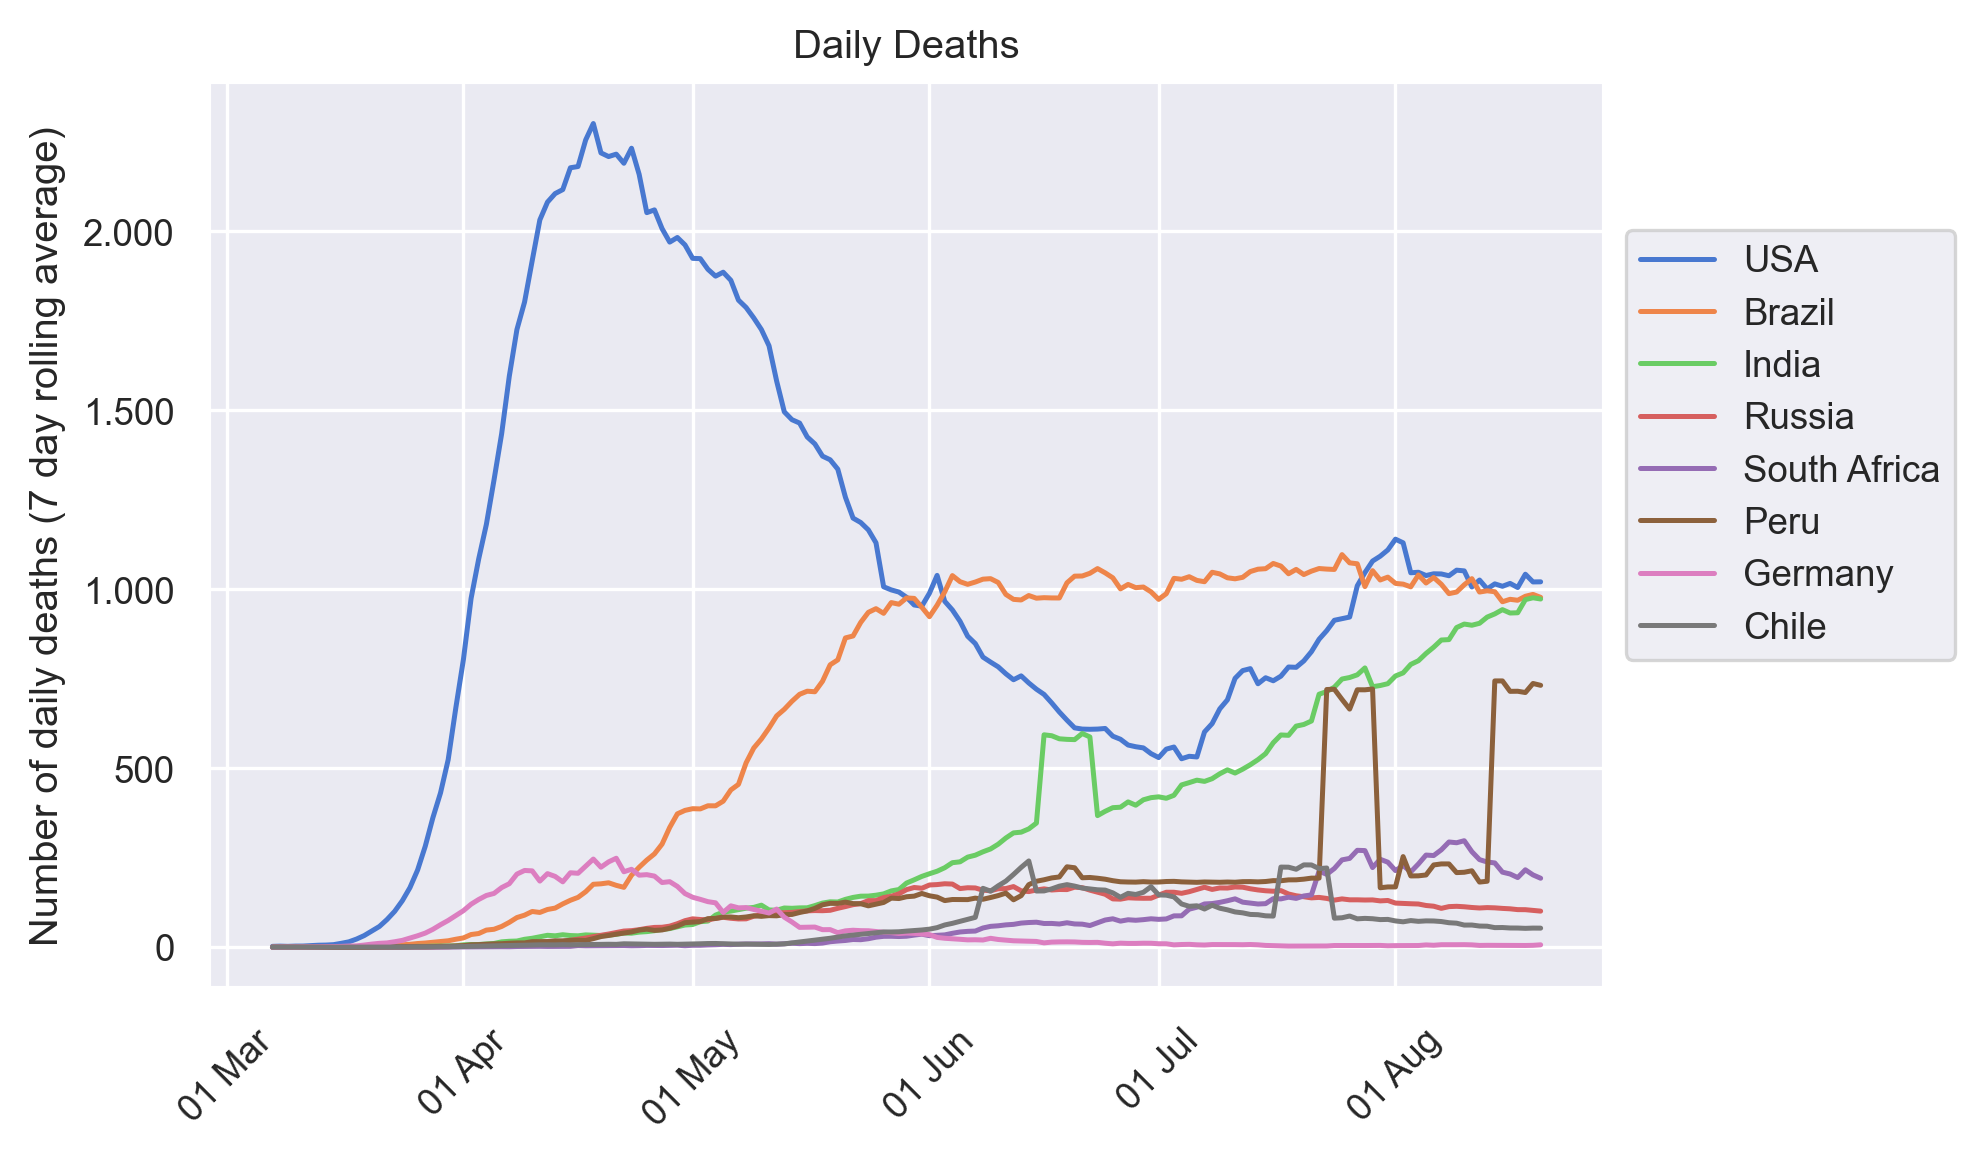 Daily Deaths
Number of daily deaths (7 day rolling average)
2.000
1.500
1.000
500
0
01 Mar
01 Apr
01 May
01 Jun
01 Jul
01 Aug
USA
Brazil
India
Russia
South Africa
Peru
Germany
Chile